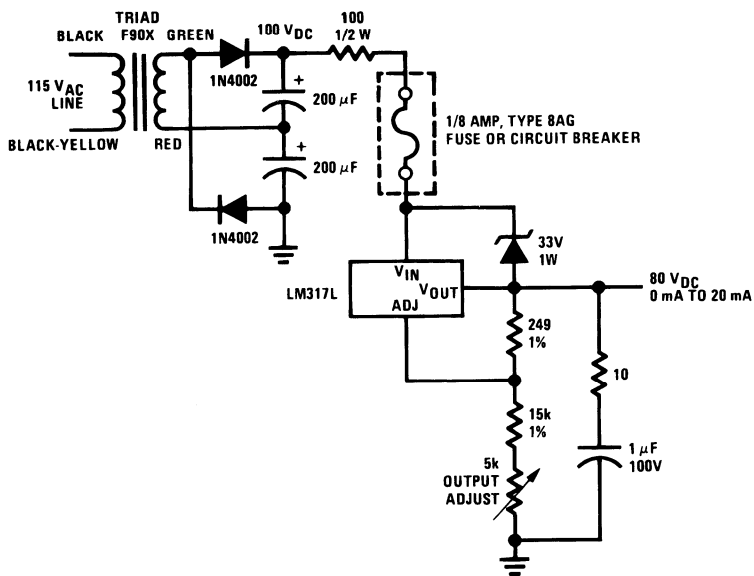 TRIAD
F90X
BLACK
GREEN
115 VAC
LINE
BLACK-YELLOW
RED
1N4002
1N4002
100 VDC
+
200 μF
+
200 μF
100
1/2 W
1/8 AMP, TYPE 8AG
FUSE OR CIRCUIT BREAKER
33V
1W
LM317L
VIN
VOUT
ADJ
80 VDC
0 mA TO 20 mA
249
1%
10
15k
1%
1 μF
100V
5k
OUTPUT
ADJUST